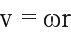 v = ωr